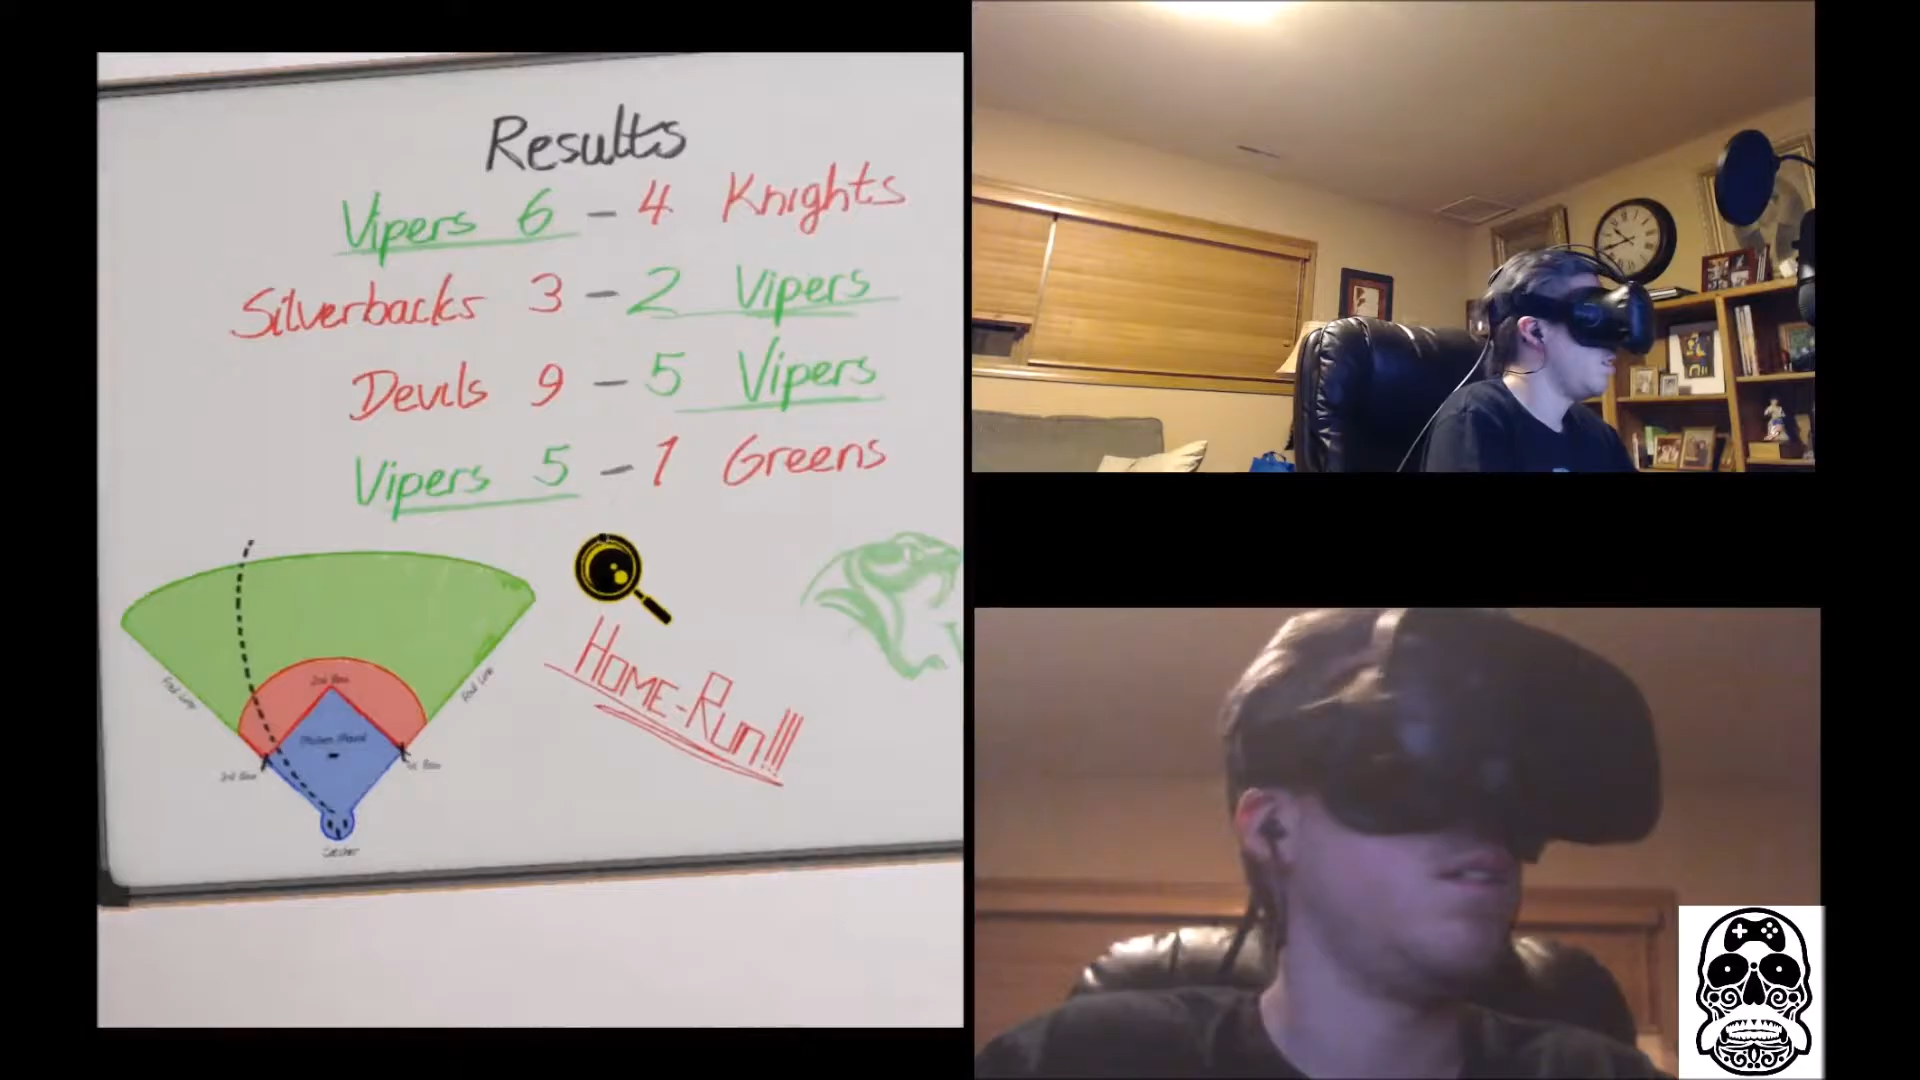 Results
Vipers 6 - 4 Knights
Silverbacks 3 - 2 Vipers
Devils 9 - 5 Vipers
Vipers 5 - 1 Greens
HOME-RUN!!!
Foul Line
Foul Line
2nd Base
Pitchers Mound
3rd Base
1st Base
Catcher